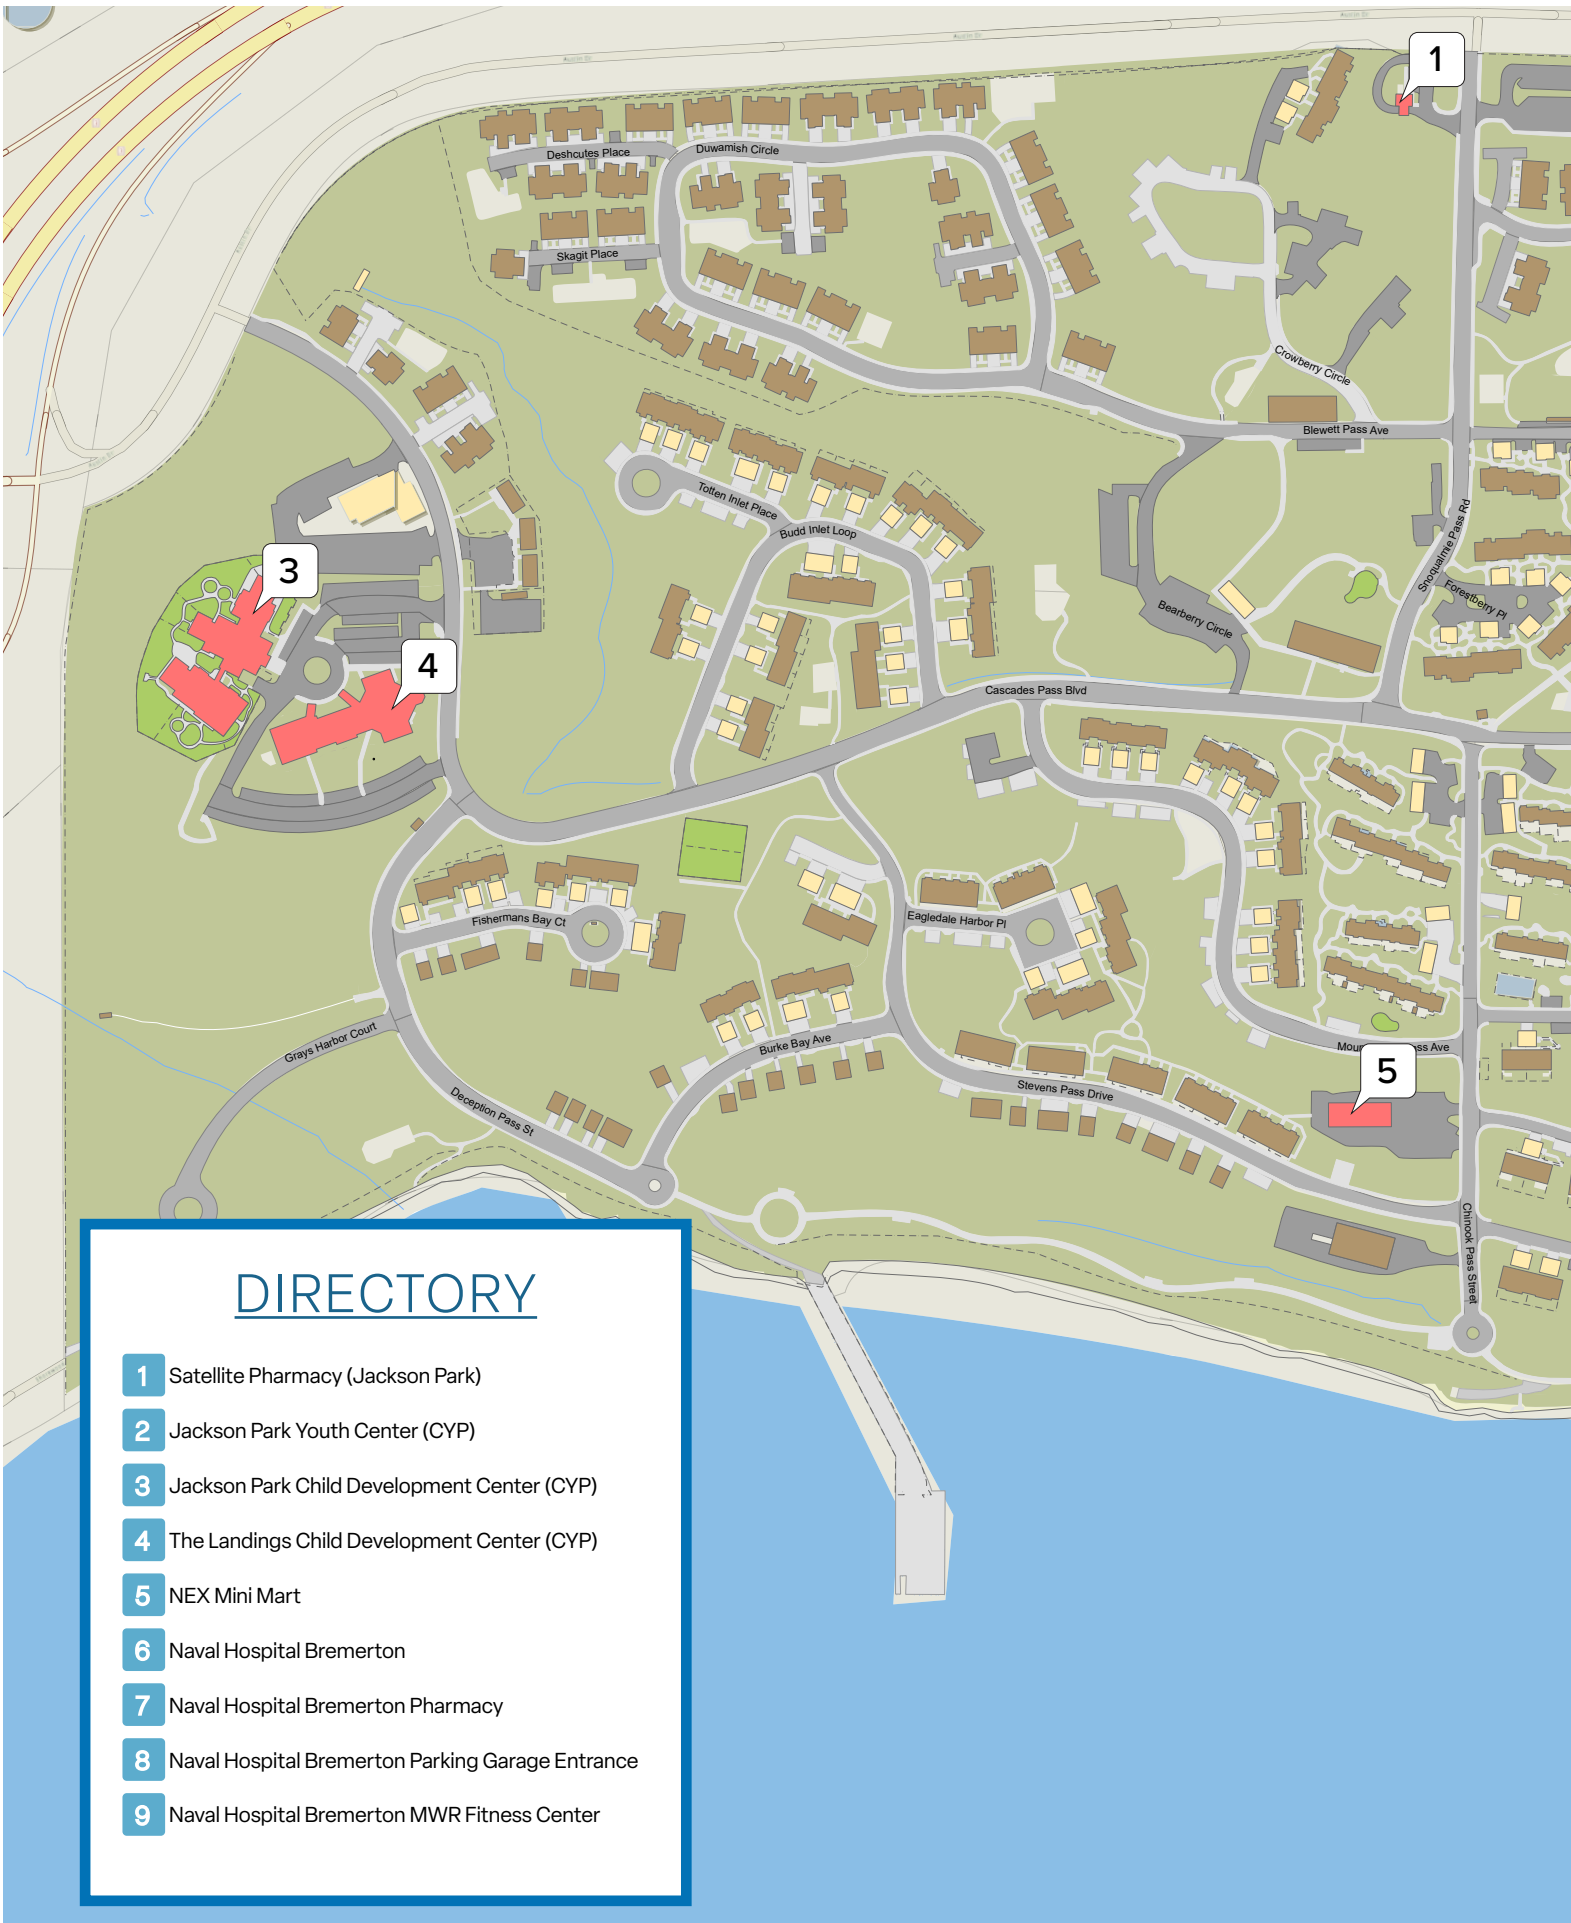 1
Deshcutes Place
Duwamish Circle
Skagit Place
Crowberry Circle
Blewett Pass Ave
Totten Inlet Place
Budd Inlet Loop
Snoqualmie Pass Rd
3
Forestberry Pl
Bearberry Circle
4
Cascades Pass Blvd
Fishermans Bay Ct
Eagledale Harbor Pl
Grays Harbor Court
Burke Bay Ave
5
Deception Pass St
Stevens Pass Drive
Chinook Pass Street
DIRECTORY
1 Satellite Pharmacy (Jackson Park)
2 Jackson Park Youth Center (CYP)
3 Jackson Park Child Development Center (CYP)
4 The Landings Child Development Center (CYP)
5 NEX Mini Mart
6 Naval Hospital Bremerton
7 Naval Hospital Bremerton Pharmacy
8 Naval Hospital Bremerton Parking Garage Entrance
9 Naval Hospital Bremerton MWR Fitness Center